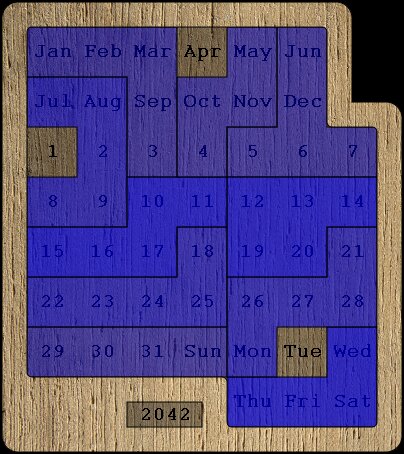 Jan Feb Mar Apr May Jun
Jul Aug Sep Oct Nov Dec
1 2 3 4 5 6 7
8 9 10 11 12 13 14
15 16 17 18 19 20 21
22 23 24 25 26 27 28
29 30 31 Sun Mon Tue Wed
Thu Fri Sat
2042